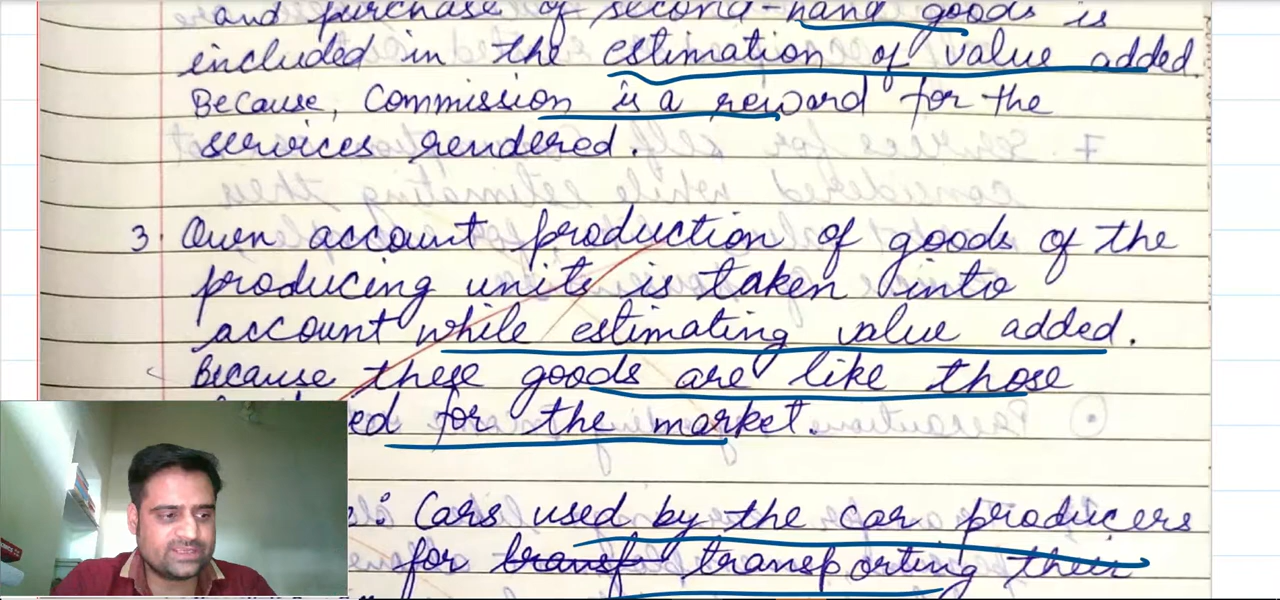 and purchase of second-hand goods is
included in the estimation of value added.
Because, Commission is a reward for the
services rendered.
3. Own account production of goods of the
producing units is taken into
account while estimating value added.
Because these goods are like those
ed for the market.
: Cars used by the car producers
for transf transporting their